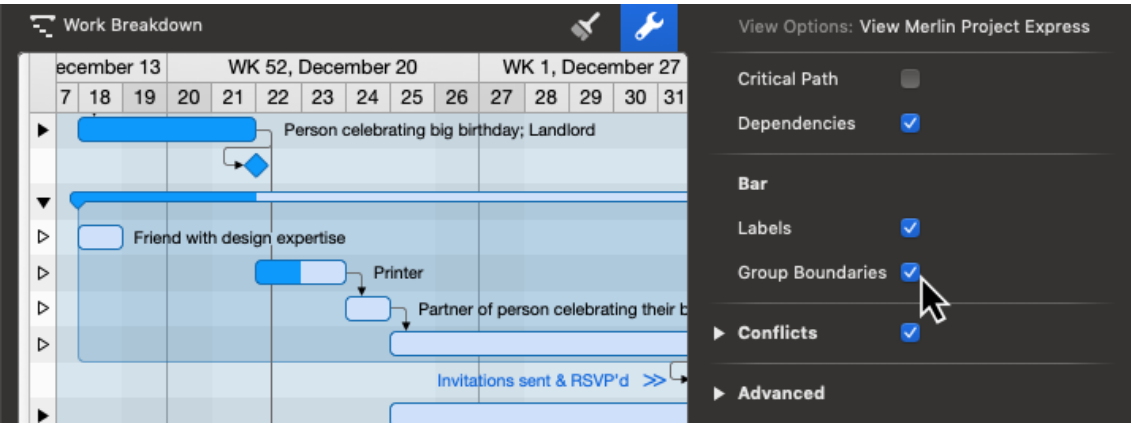 Work Breakdown
ecember 13 WK 52, December 20 WK 1, December 27
7 18 19 20 21 22 23 24 25 26 27 28 29 30 31
Person celebrating big birthday; Landlord
Friend with design expertise
Printer
Partner of person celebrating their b
Invitations sent & RSVP'd >>
View Options: View Merlin Project Express
Critical Path
Dependencies
Bar
Labels
Group Boundaries
Conflicts
Advanced